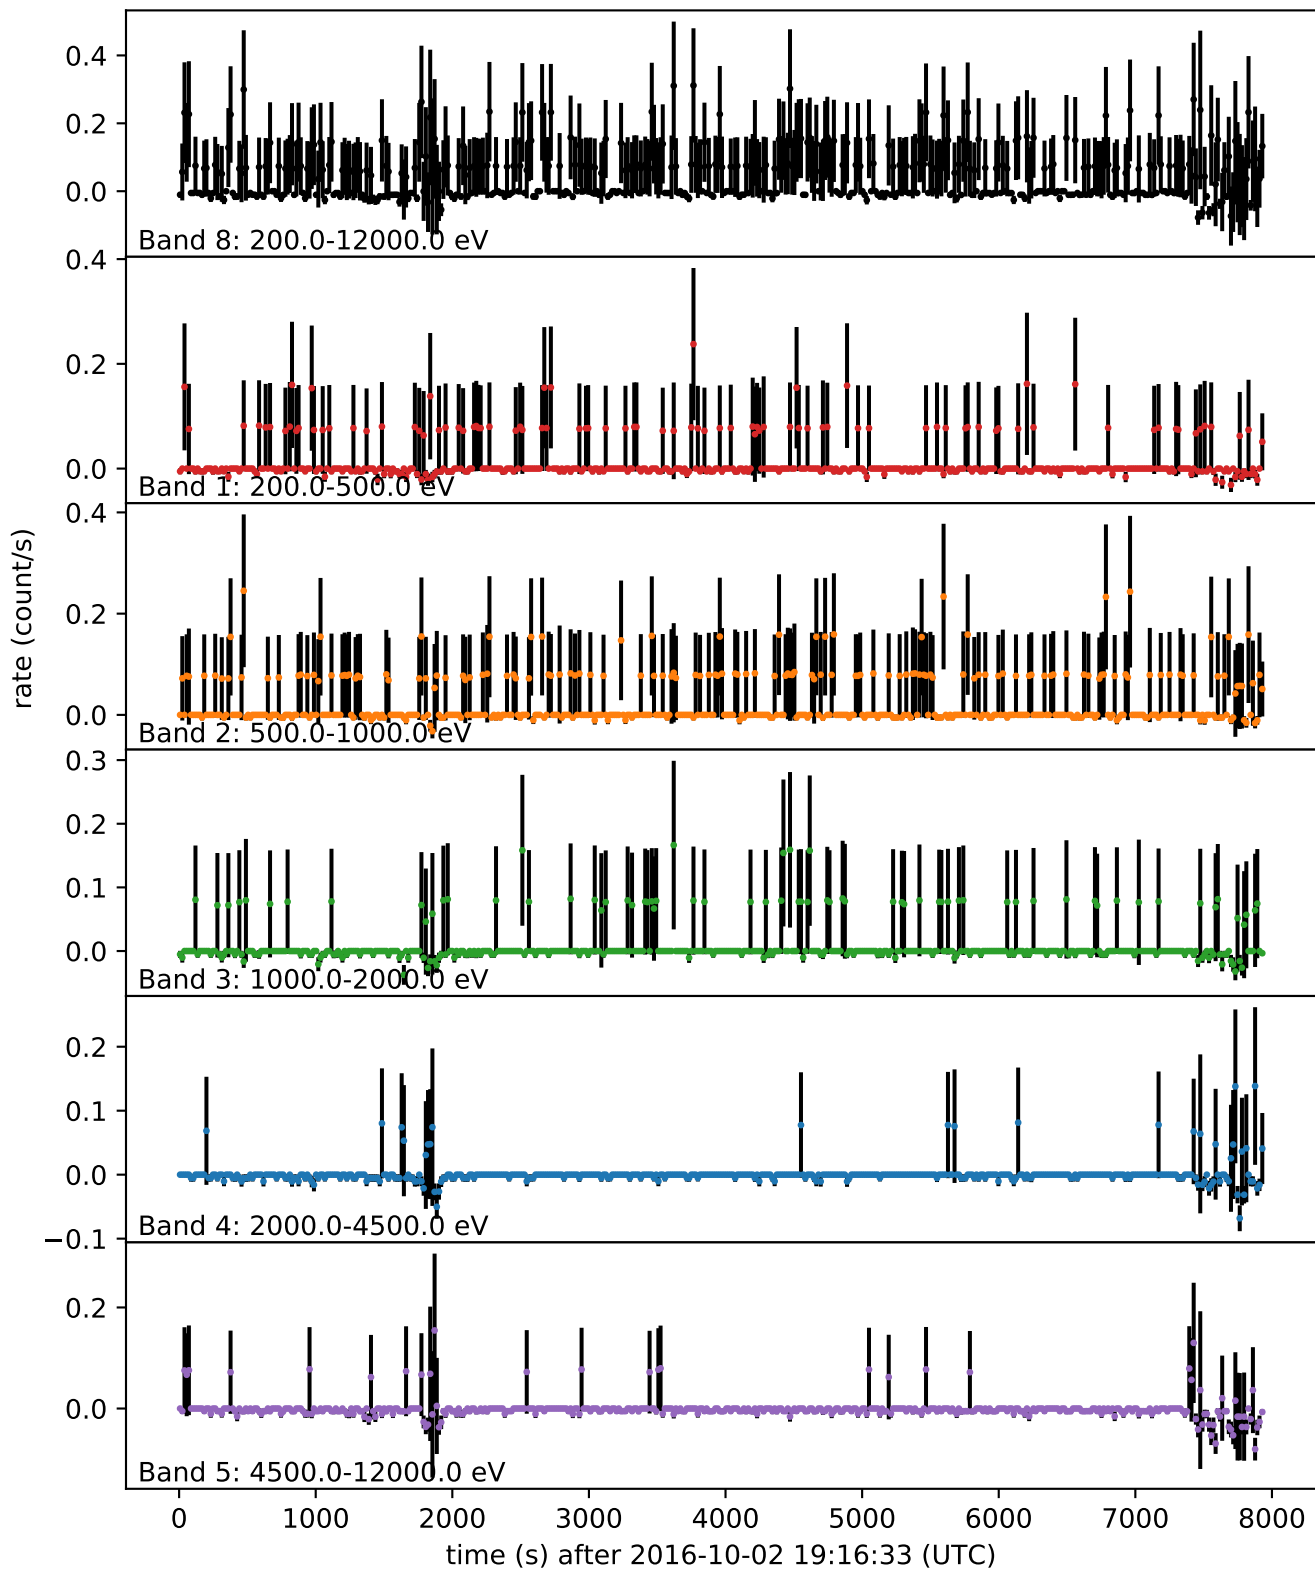 0.4
0.2
0.0
Band 8: 200.0-12000.0 eV
0.4
0.2
0.0
Band 1: 200.0-500.0 eV
0.4
0.2
0.0
Band 2: 500.0-1000.0 eV
rate (count/s)
0.3
0.2
0.1
0.0
Band 3: 1000.0-2000.0 eV
0.2
0.1
0.0
−0.1
Band 4: 2000.0-4500.0 eV
0.2
0.0
Band 5: 4500.0-12000.0 eV
0 1000 2000 3000 4000 5000 6000 7000 8000
time (s) after 2016-10-02 19:16:33 (UTC)